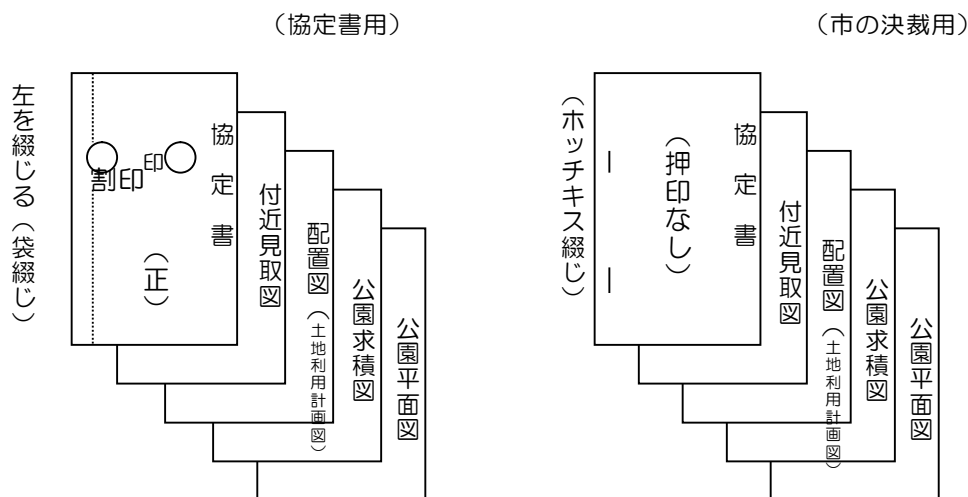 （協定書用）
左を綴じる（袋綴じ）
協定書
印
割印
（正）
付近見取図
配置図（土地利用計画図）
公園求積図
公園平面図
（市の決裁用）
（ホッチキス綴じ）
協定書
（押印なし）
付近見取図
配置図（土地利用計画図）
公園求積図
公園平面図